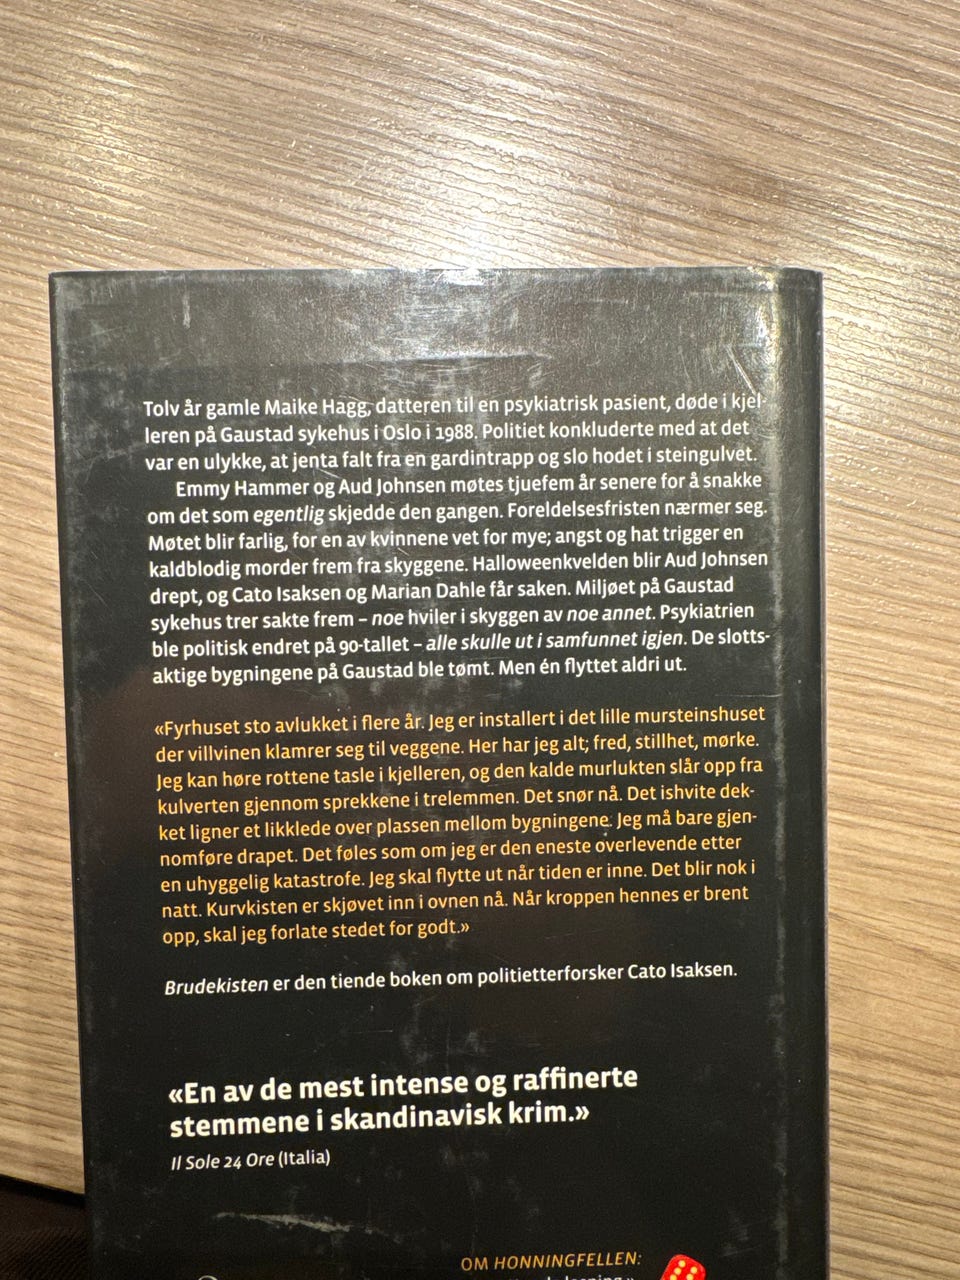 Tolv år gamle Maike Hagg, datteren til en psykiatrisk pasient, døde i kjel-
leren på Gaustad sykehus i Oslo i 1988. Politiet konkluderte med at det
var en ulykke, at jenta falt fra en gardintrapp og slo hodet i steingulvet.
Emmy Hammer og Aud Johnsen møtes tjuefem år senere for å snakke
om det som egentlig skjedde den gangen. Foreldelsesfristen nærmer seg.
Møtet blir farlig, for en av kvinnene vet for mye; angst og hat trigger en
kaldblodig morder frem fra skyggene. Halloweenkvelden blir Aud Johnsen
drept, og Cato Isaksen og Marian Dahle får saken. Miljøet på Gaustad
sykehus trer sakte frem – noe hviler i skyggen av noe annet. Psykiatrien
ble politisk endret på 90-tallet – alle skulle ut i samfunnet igjen. De slotts-
aktige bygningene på Gaustad ble tømt. Men én flyttet aldri ut.
«Fyrhuset sto avlukket i flere år. Jeg er installert i det lille mursteinshuset
der villvinen klamrer seg til veggene. Her har jeg alt; fred, stillhet, mørke.
Jeg kan høre rottene tasle i kjelleren, og den kalde murlukten slår opp fra
kulverten gjennom sprekkene i trelemmen. Det snør nå. Det ishvite dek-
ket ligner et likklede over plassen mellom bygningene. Jeg må bare gjen-
nomføre drapet. Det føles som om jeg er den eneste overlevende etter
en uhyggelig katastrofe. Jeg skal flytte ut når tiden er inne. Det blir nok i
natt. Kurvkisten er skjøvet inn i ovnen nå. Når kroppen hennes er brent
opp, skal jeg forlate stedet for godt.»
Brudekisten er den tiende boken om politietterforsker Cato Isaksen.
«En av de mest intense og raffinerte
stemmene i skandinavisk krim.»
Il Sole 24 Ore (Italia)
OM HONNINGFELLEN: